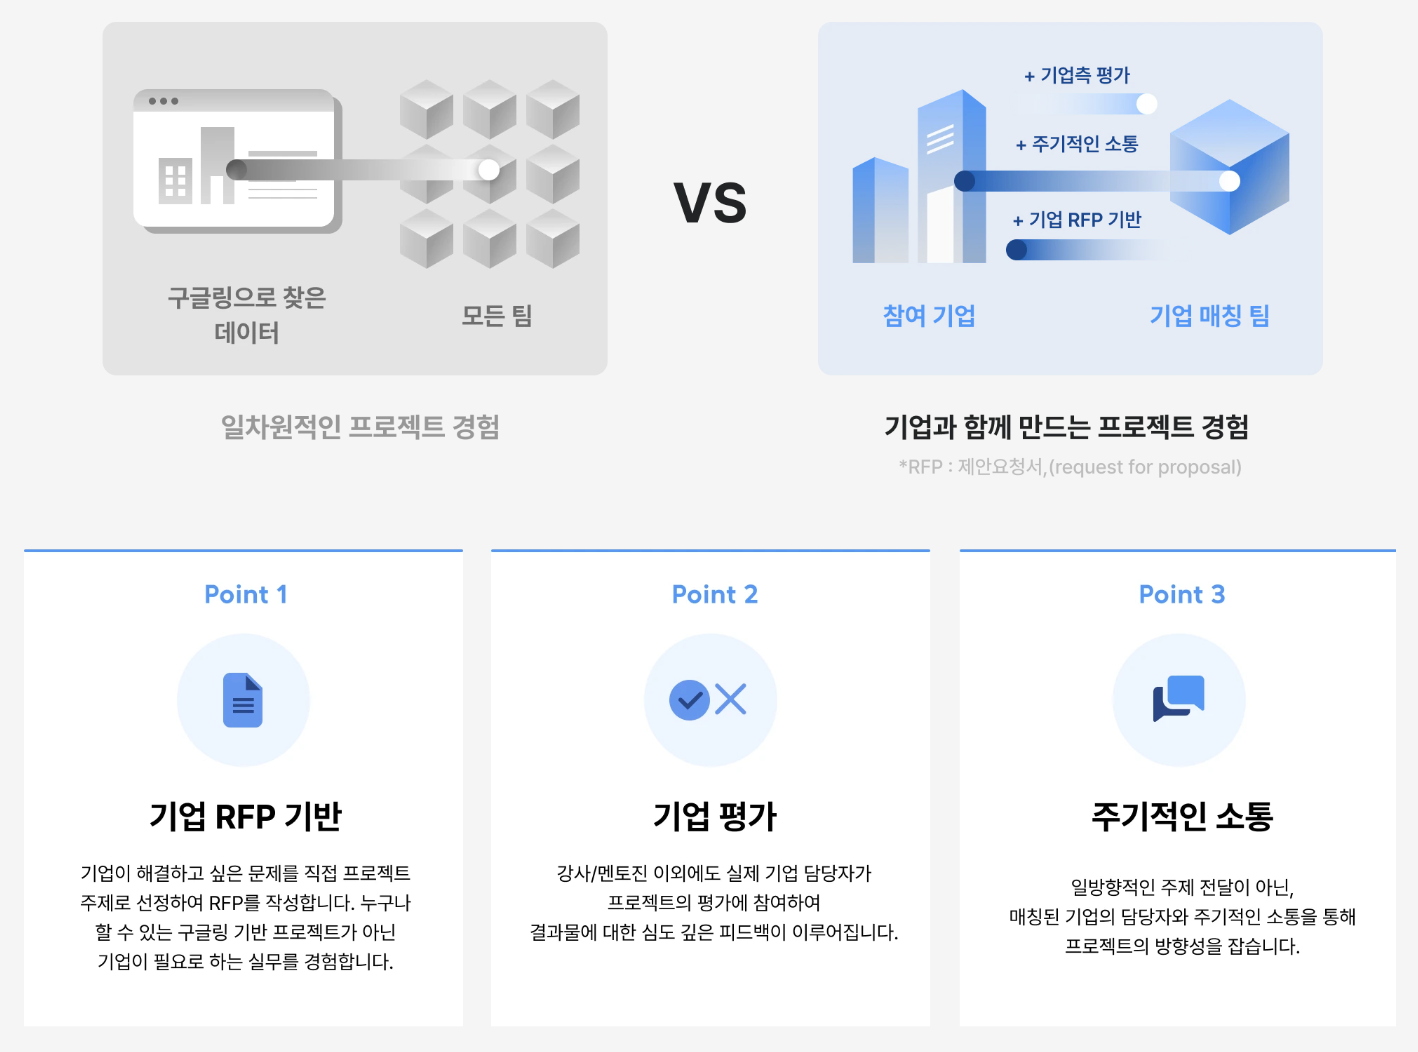 + 기업측 평가
+ 주기적인 소통
+ 기업 RFP 기반
구글링으로 찾은
데이터
모든 팀
VS
참여 기업
기업 매칭 팀
일차원적인 프로젝트 경험
기업과 함께 만드는 프로젝트 경험
*RFP : 제안요청서,(request for proposal)
Point 1
기업 RFP 기반
기업이 해결하고 싶은 문제를 직접 프로젝트
주제로 선정하여 RFP를 작성합니다. 누구나
할 수 있는 구글링 기반 프로젝트가 아닌
기업이 필요로 하는 실무를 경험합니다.
Point 2
기업 평가
강사/멘토진 이외에도 실제 기업 담당자가
프로젝트의 평가에 참여하여
결과물에 대한 심도 깊은 피드백이 이루어집니다.
Point 3
주기적인 소통
일방향적인 주제 전달이 아닌,
매칭된 기업의 담당자와 주기적인 소통을 통해
프로젝트의 방향성을 잡습니다.